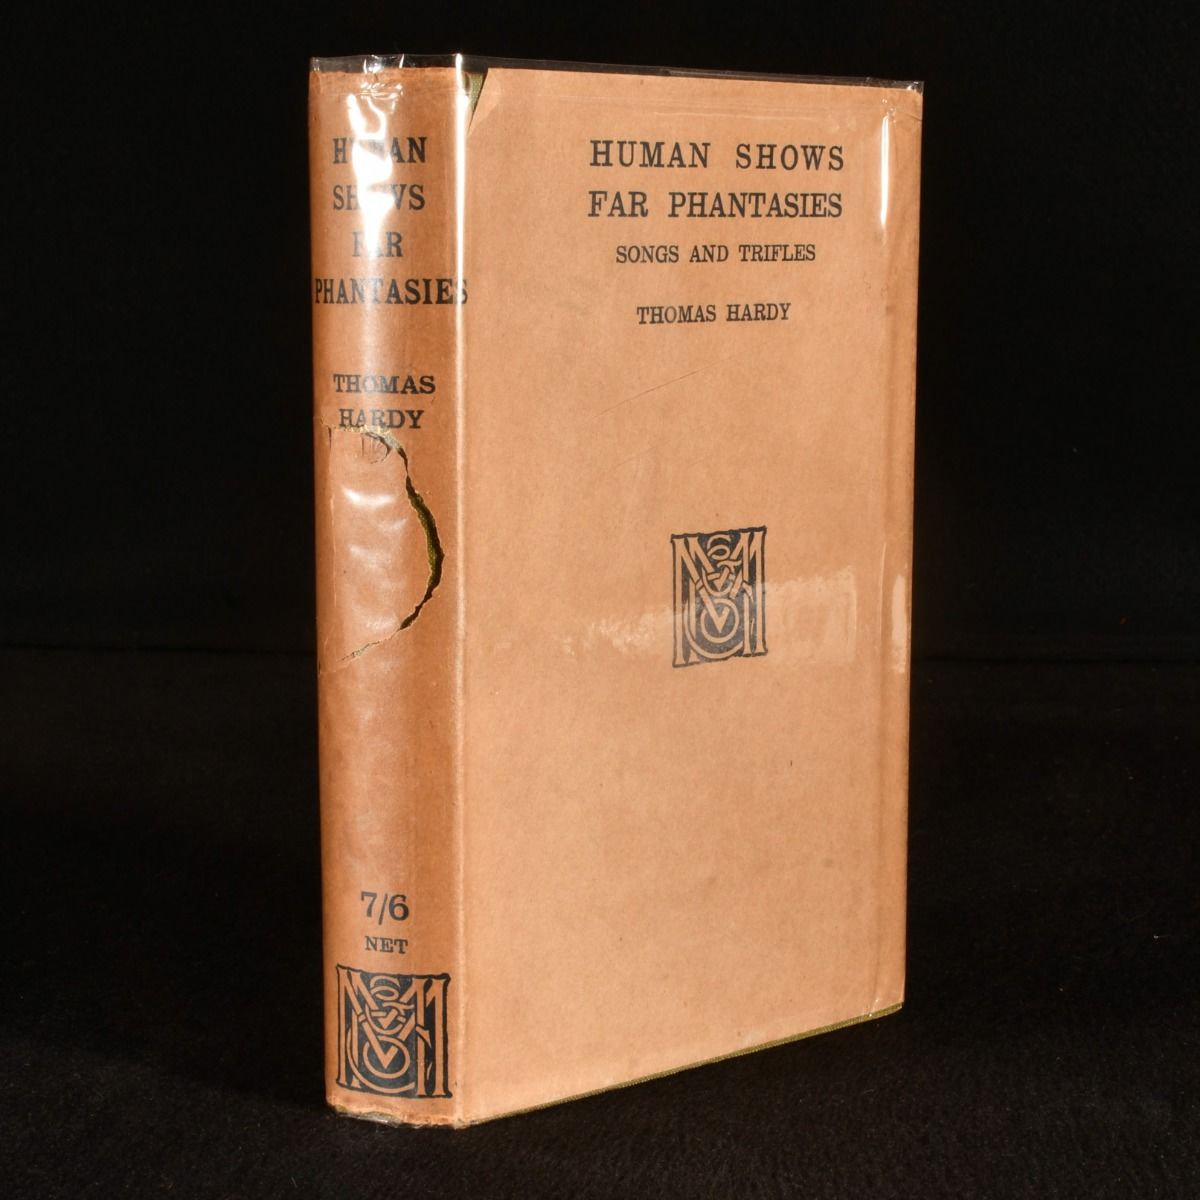 HUMAN
SHOWS
FAR
PHANTASIES
THOMAS
HARDY
7/6
NET
HUMAN SHOWS
FAR PHANTASIES
SONGS AND TRIFLES
THOMAS HARDY